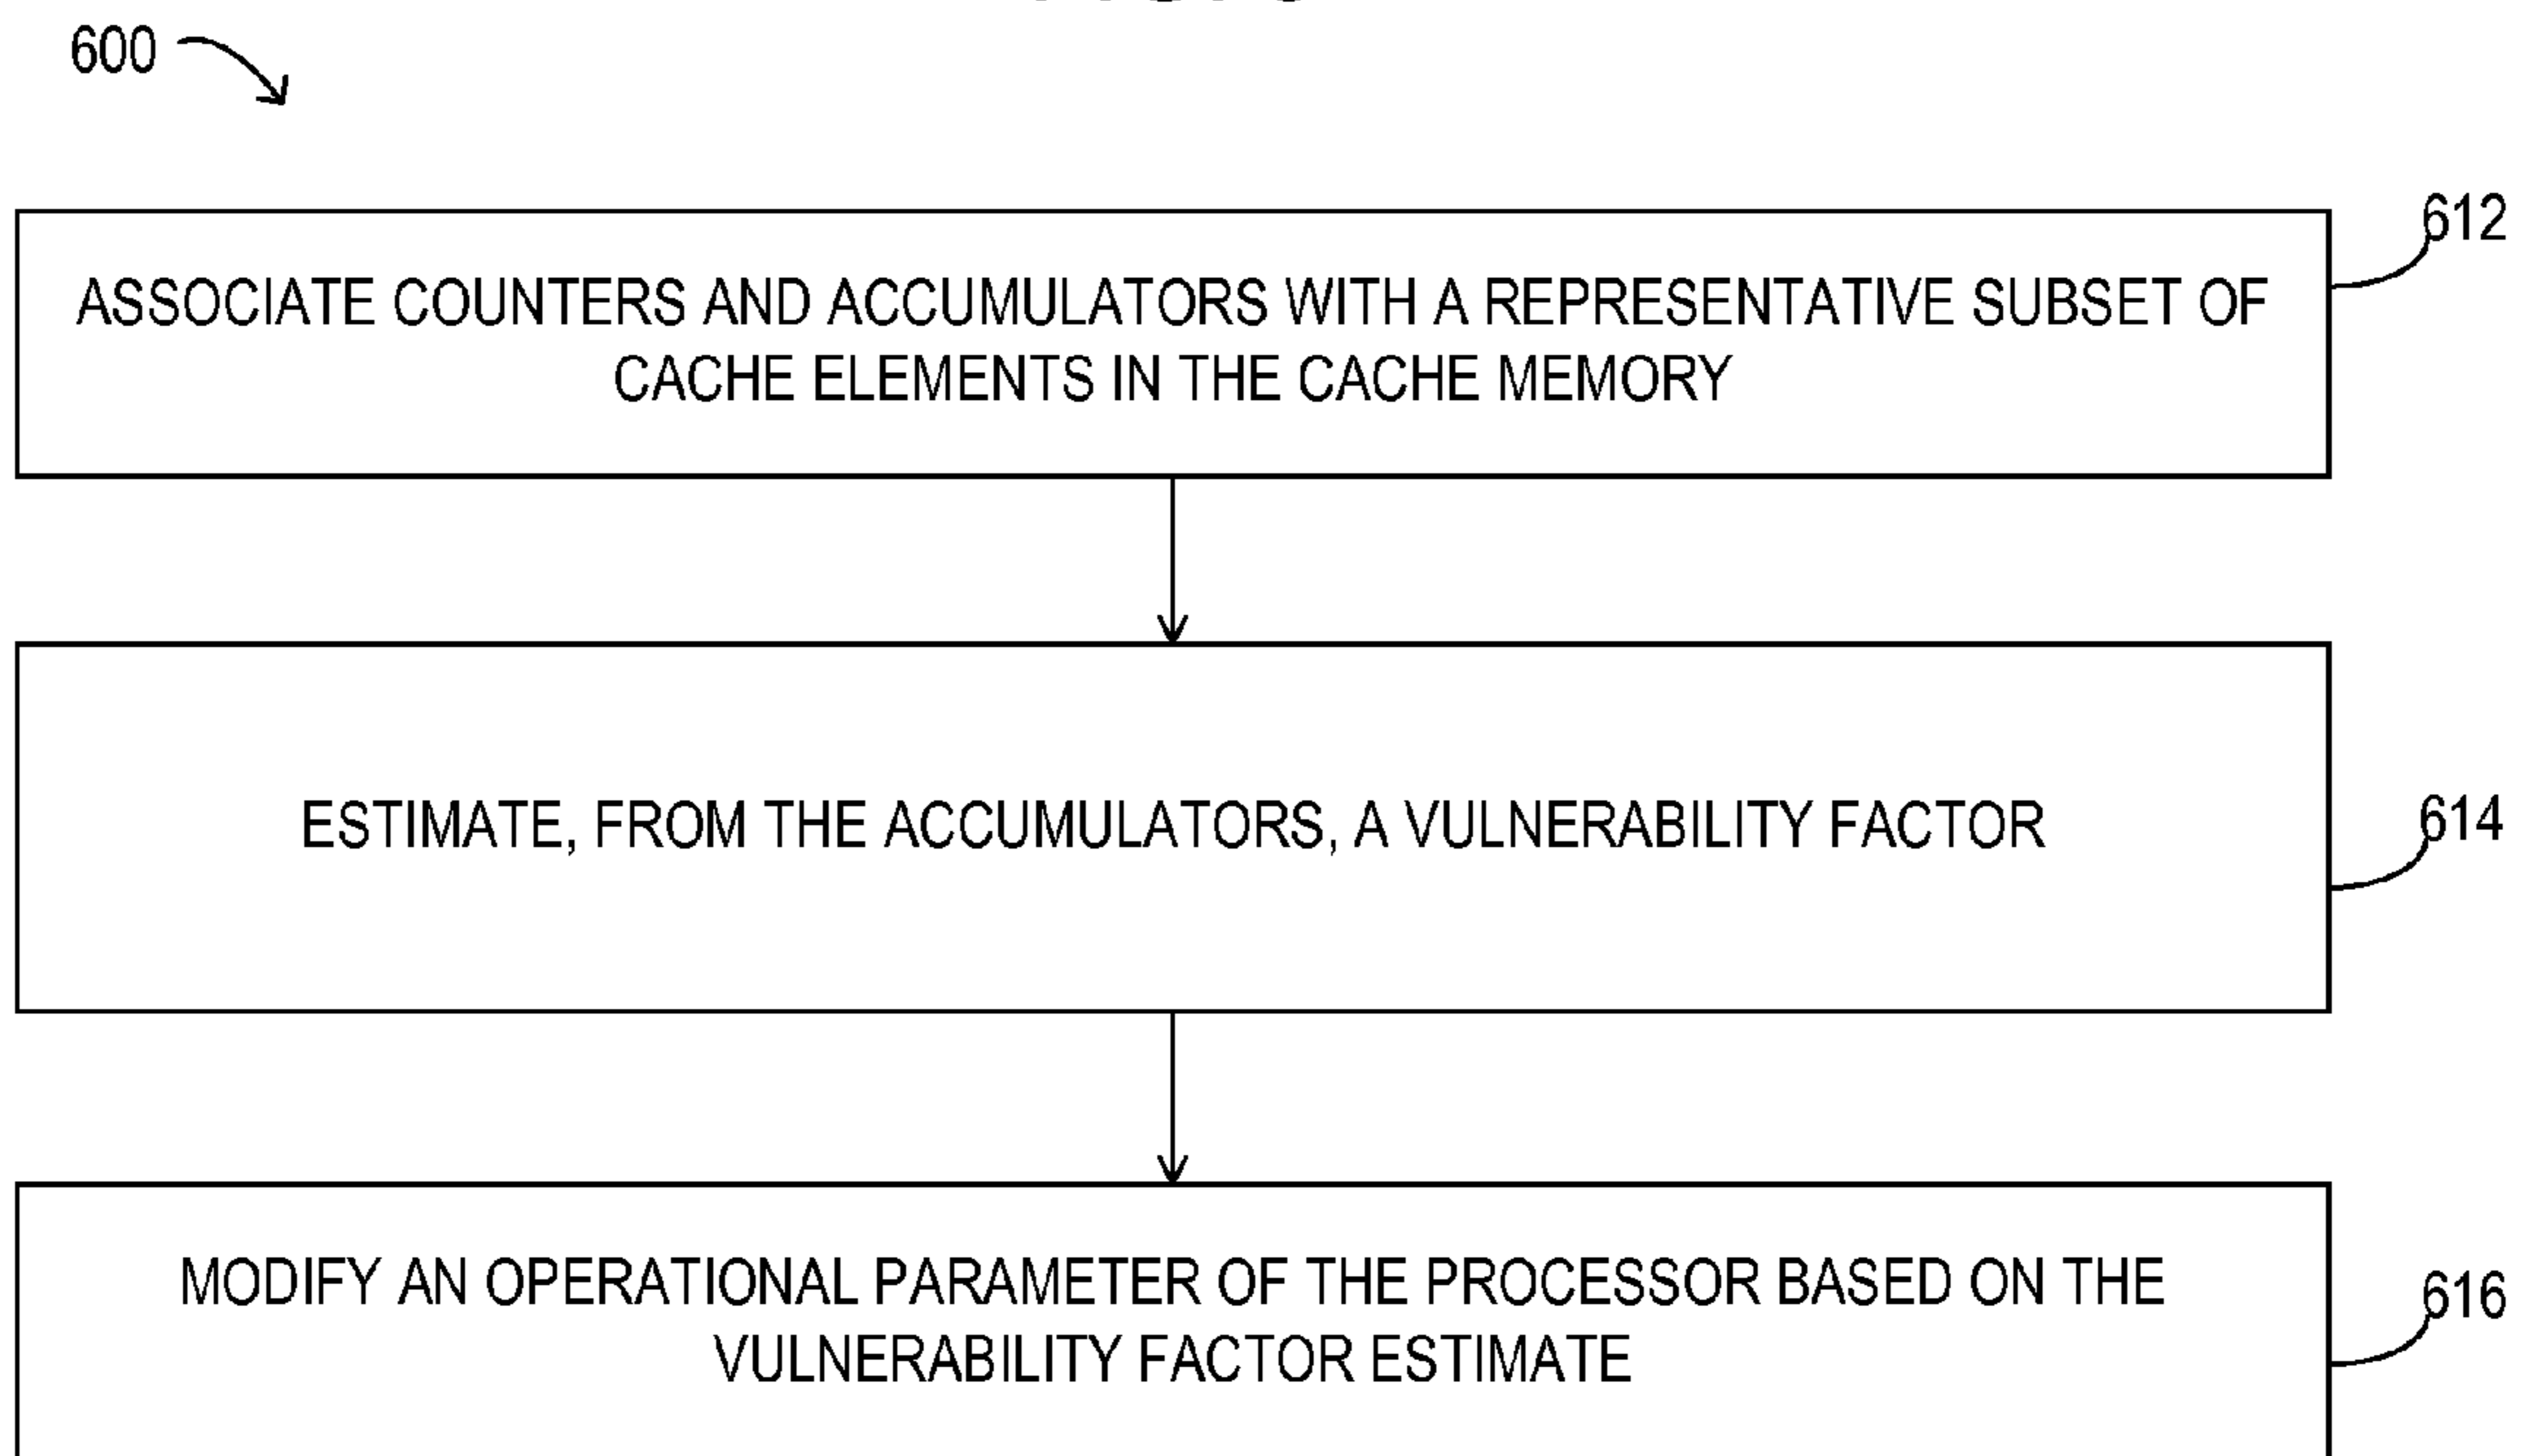 600
612
ASSOCIATE COUNTERS AND ACCUMULATORS WITH A REPRESENTATIVE SUBSET OF
CACHE ELEMENTS IN THE CACHE MEMORY
ESTIMATE, FROM THE ACCUMULATORS, A VULNERABILITY FACTOR
614
MODIFY AN OPERATIONAL PARAMETER OF THE PROCESSOR BASED ON THE
VULNERABILITY FACTOR ESTIMATE
616